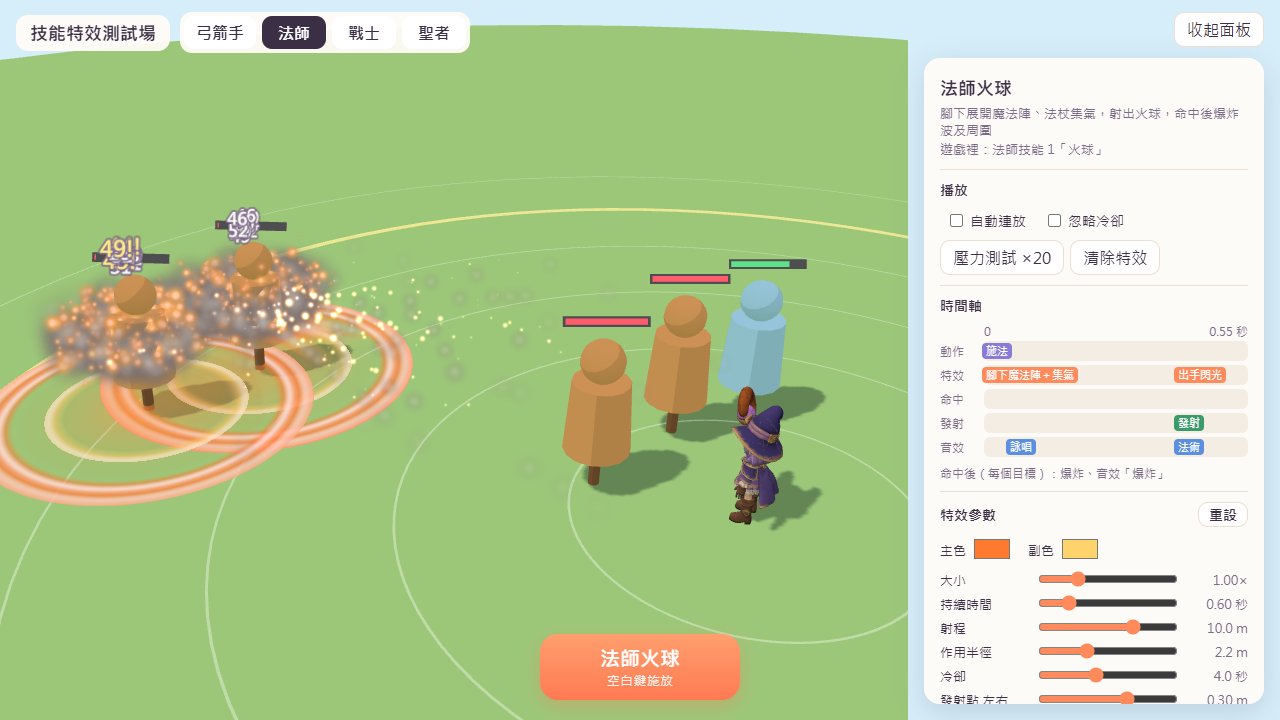 技能特效測試場
弓箭手
法師
戰士
聖者
收起面板
法師火球
腳下展開魔法陣、法杖集氣，射出火球，命中後爆炸
波及周圍
遊戲裡：法師技能 1「火球」
播放
自動連放
忽略冷卻
壓力測試 ×20
清除特效
時間軸
0
0.55 秒
動作
施法
特效
腳下魔法陣＋集氣
出手閃光
命中
發射
發射
音效
詠唱
法術
命中後（每個目標）：爆炸、音效「爆炸」
特效參數
重設
主色
副色
大小
1.00×
持續時間
0.60 秒
射程
10.0 m
作用半徑
2.2 m
冷卻
4.0 秒
發射點 左右
0.30 m
49!!
法師火球
空白鍵施放